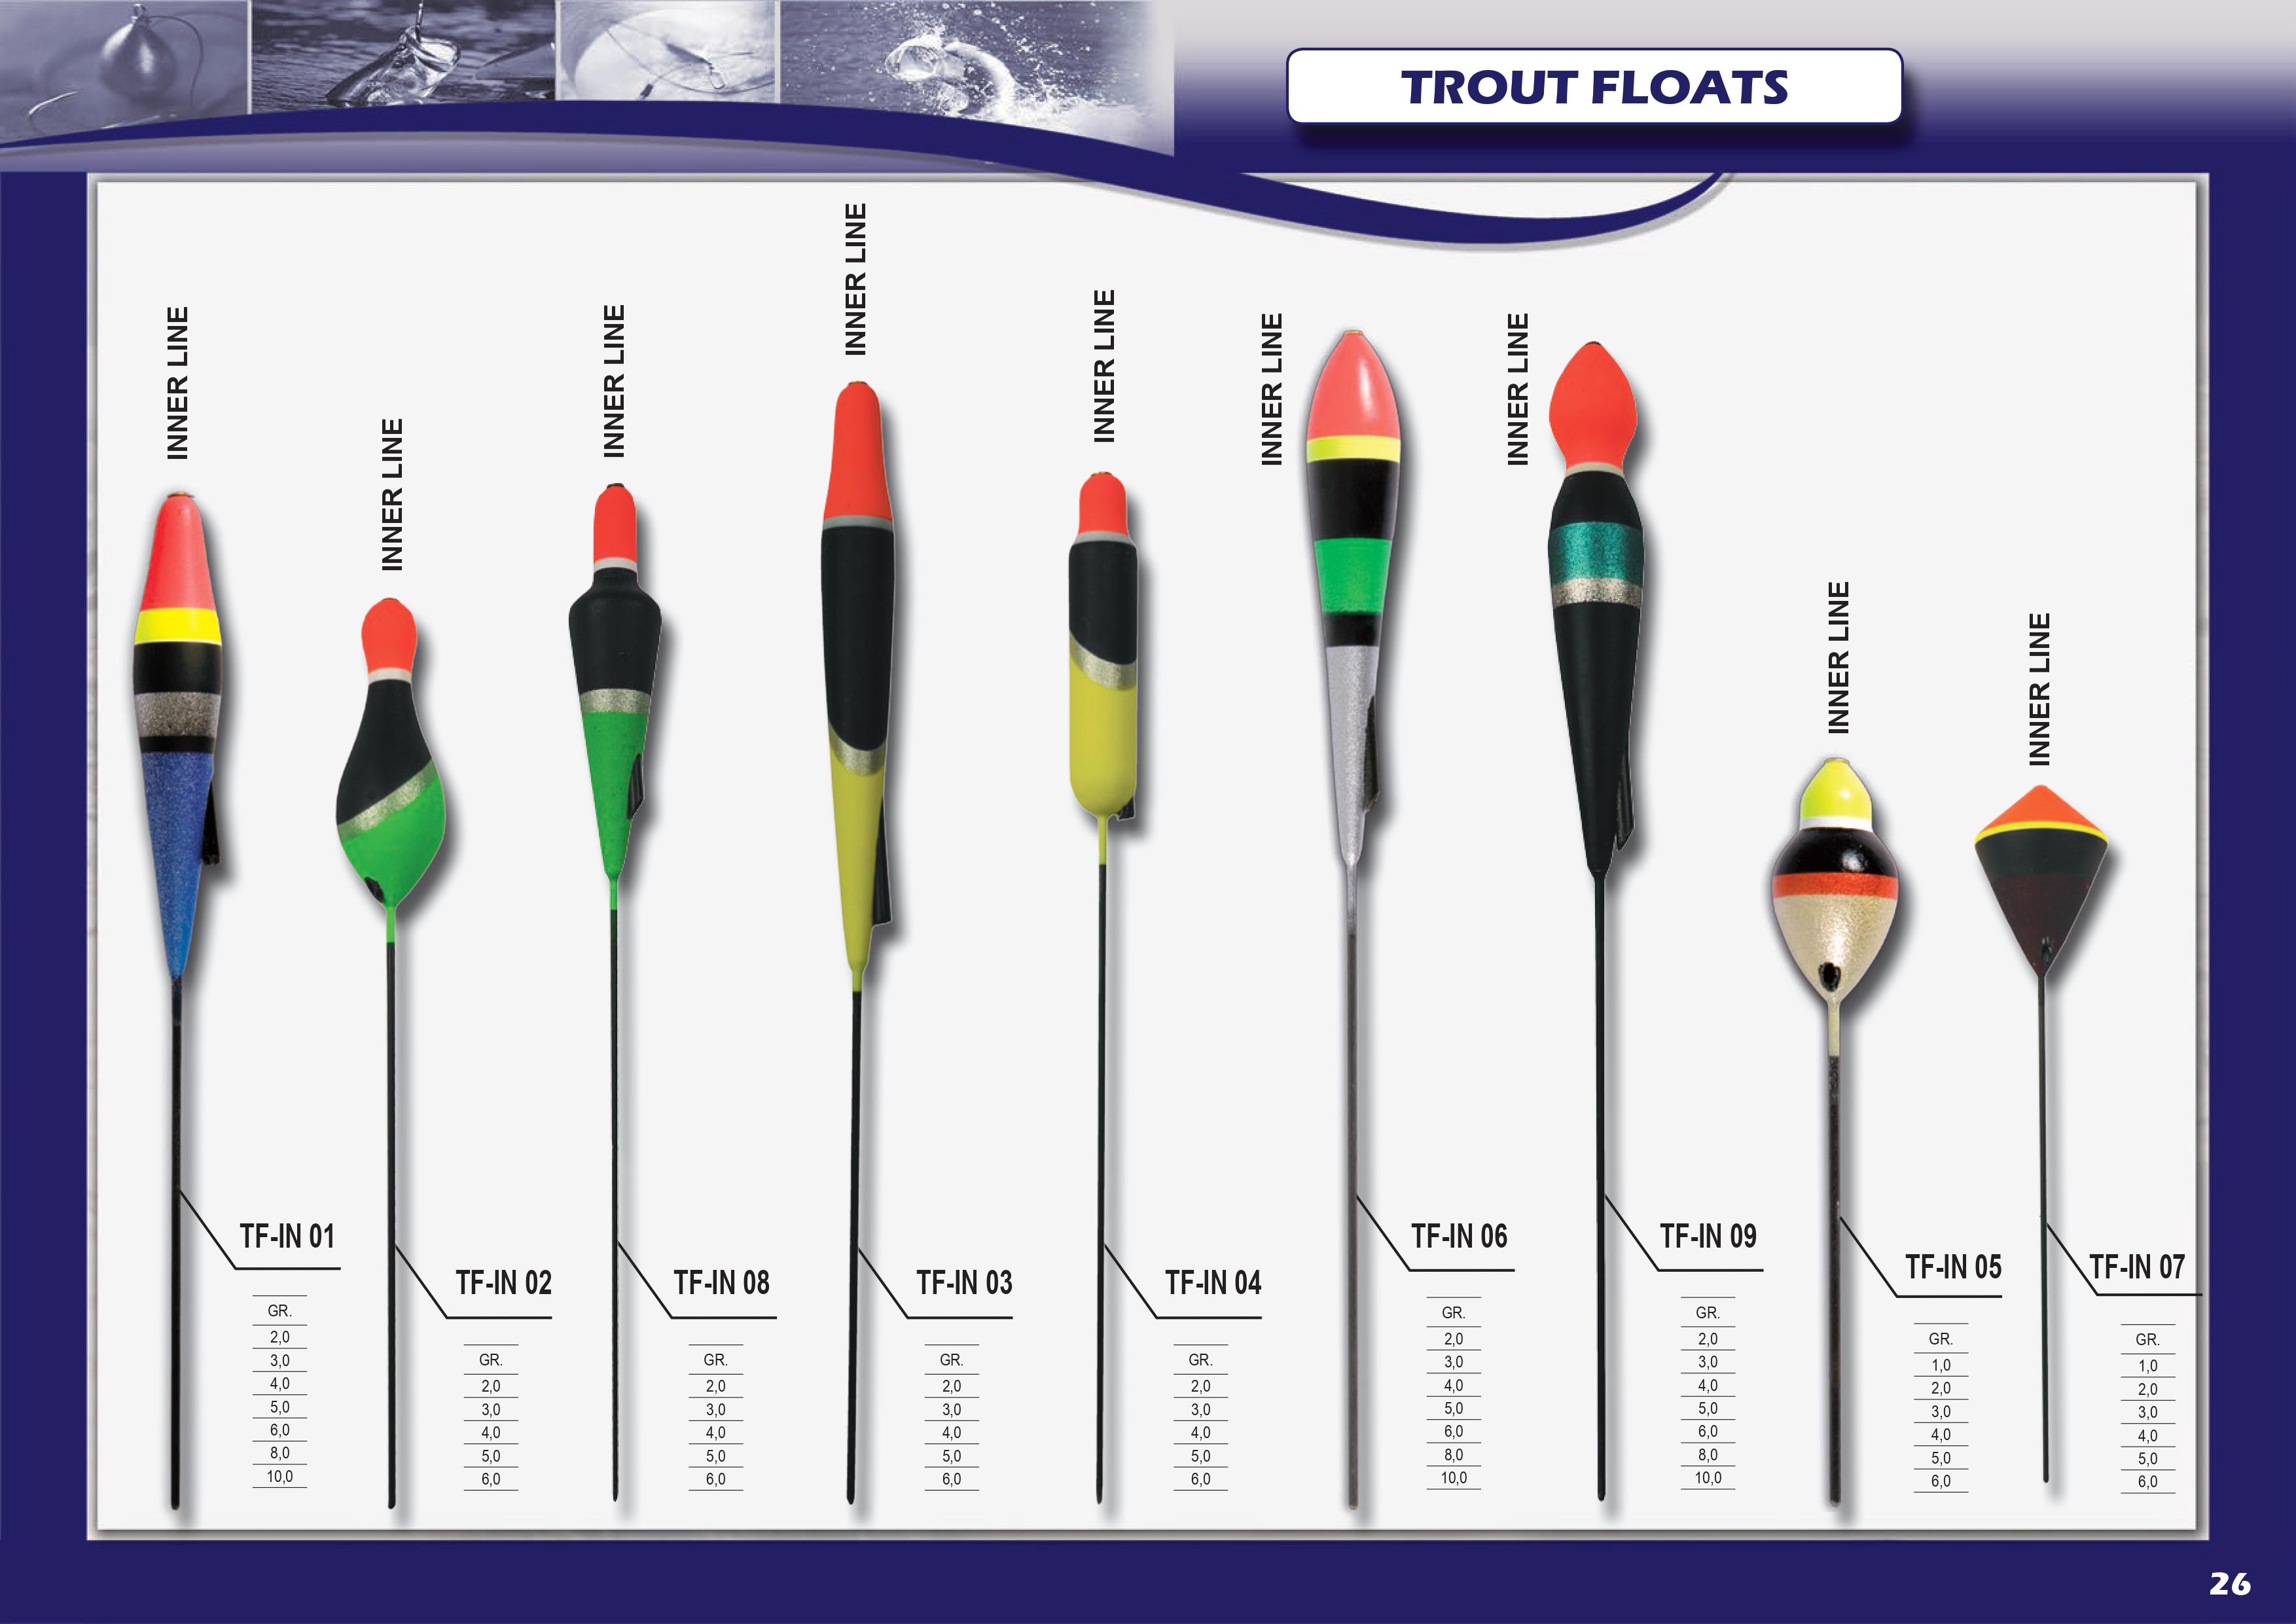 TROUT FLOATS
INNER LINE
INNER LINE
INNER LINE
INNER LINE
INNER LINE
INNER LINE
INNER LINE
INNER LINE
INNER LINE
TF-IN 01
GR.
2,0
3,0
4,0
5,0
6,0
8,0
10,0
TF-IN 02
GR.
2,0
3,0
4,0
5,0
6,0
TF-IN 08
GR.
2,0
3,0
4,0
5,0
6,0
TF-IN 03
GR.
2,0
3,0
4,0
5,0
6,0
TF-IN 04
GR.
2,0
3,0
4,0
5,0
6,0
TF-IN 06
GR.
2,0
3,0
4,0
5,0
6,0
8,0
10,0
TF-IN 09
GR.
2,0
3,0
4,0
5,0
6,0
8,0
10,0
TF-IN 05
GR.
1,0
2,0
3,0
4,0
5,0
6,0
TF-IN 07
GR.
1,0
2,0
3,0
4,0
5,0
6,0
26